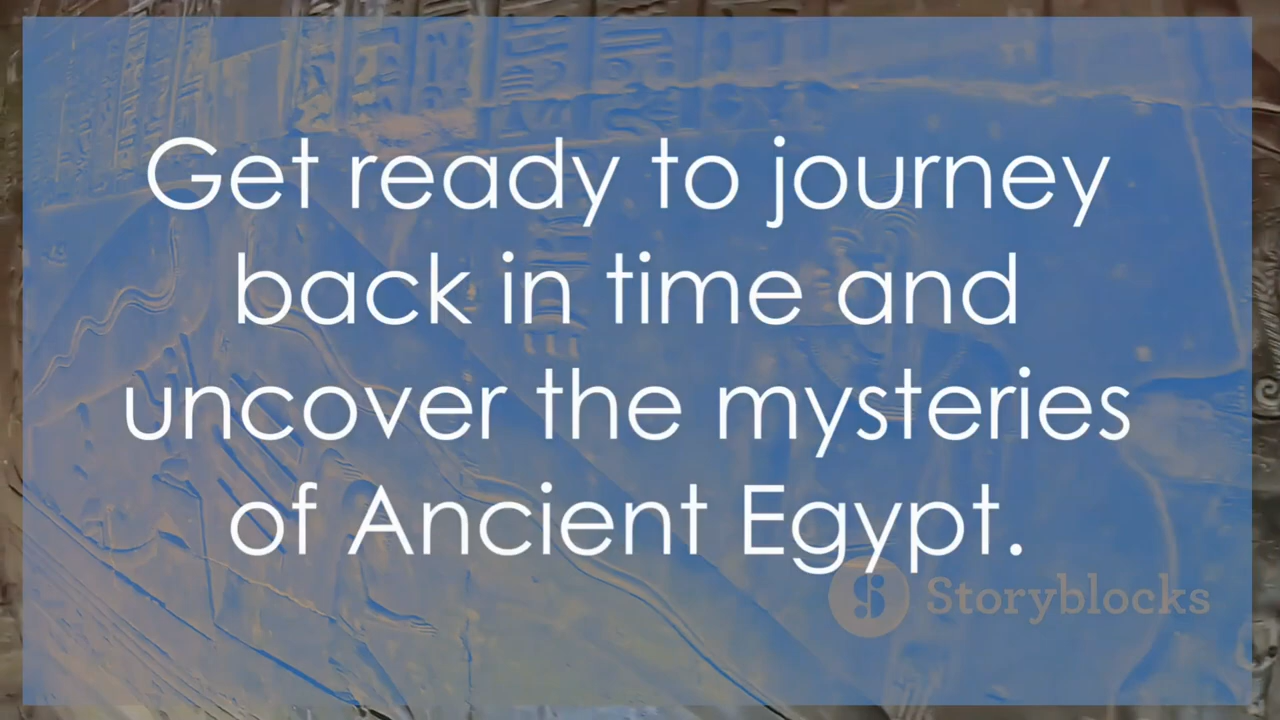 Get ready to journey
back in time and
uncover the mysteries
of Ancient Egypt.
Storyblocks